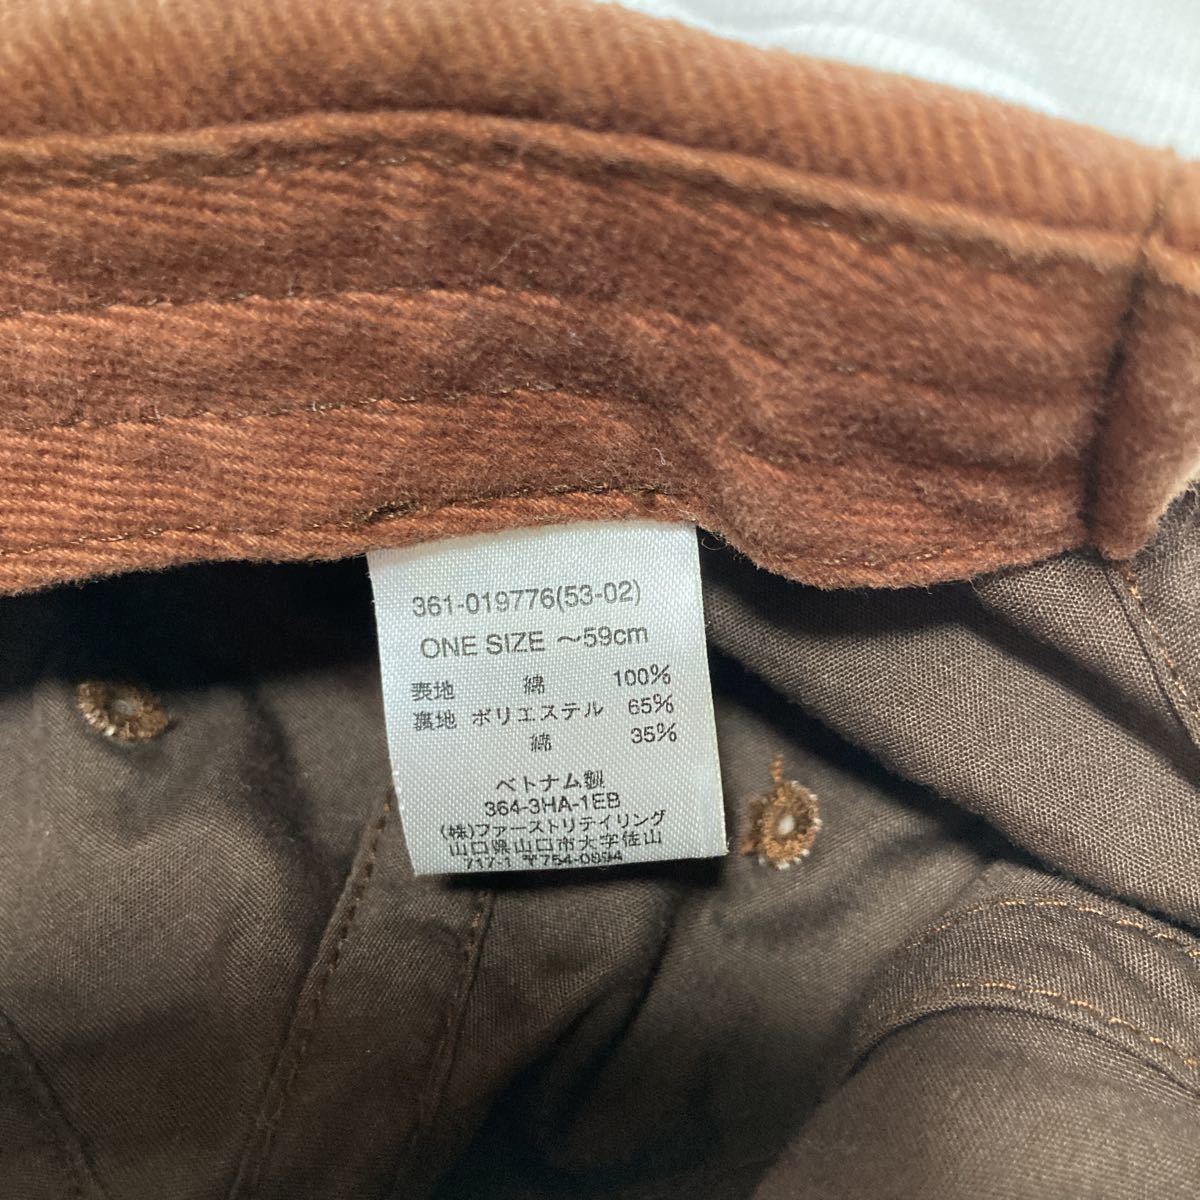 361-019776(53-02)
ONE SIZE ～59cm
表地 綿 100%
裏地 ポリエステル 65%
綿 35%
ベトナム製
364-3HA-1EB
(株)ファーストリテイリング
山口県山口市大字佐山
717-1 〒754-0894